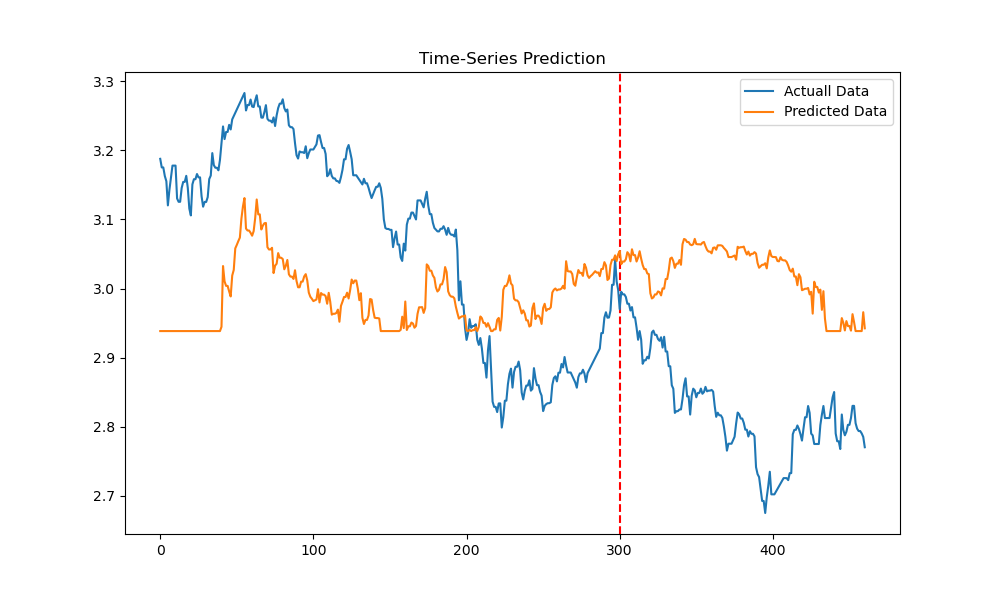 Time-Series Prediction
Actuall Data
Predicted Data
3.3
3.2
3.1
3.0
2.9
2.8
2.7
0 100 200 300 400